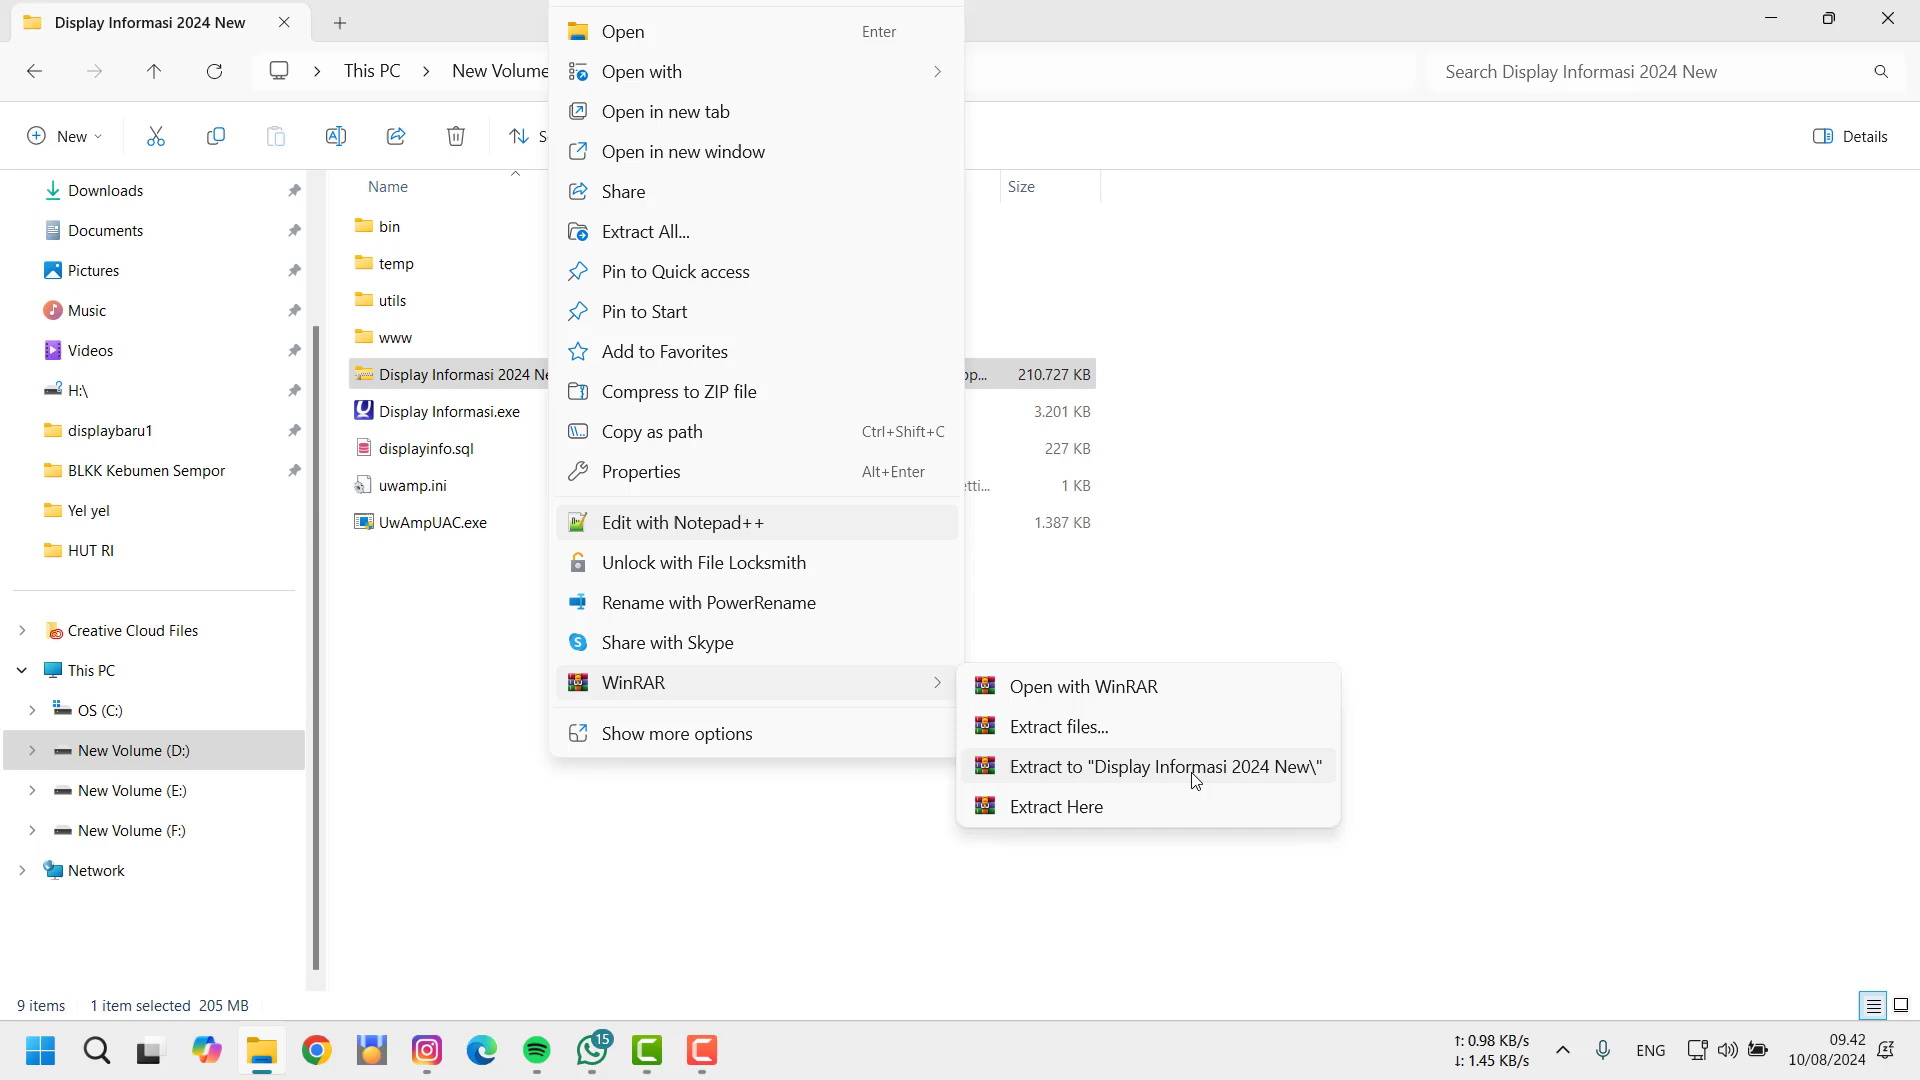 Display Informasi 2024 New
This PC
New Volume
Search Display Informasi 2024 New
New
Details
Downloads
Documents
Pictures
Music
Videos
H:\
displaybaru1
BLKK Kebumen Sempor
Yel yel
HUT RI
Creative Cloud Files
This PC
OS (C:)
New Volume (D:)
New Volume (E:)
New Volume (F:)
Network
Name
Size
bin
temp
utils
www
Display Informasi 2024 Ne
op...
210.727 KB
Display Informasi.exe
3.201 KB
displayinfo.sql
227 KB
uwamp.ini
etti...
1 KB
UwAmpUAC.exe
1.387 KB
Open
Enter
Open with
Open in new tab
Open in new window
Share
Extract All...
Pin to Quick access
Pin to Start
Add to Favorites
Compress to ZIP file
Copy as path
Ctrl+Shift+C
Properties
Alt+Enter
Edit with Notepad++
Unlock with File Locksmith
Rename with PowerRename
Share with Skype
WinRAR
Show more options
Open with WinRAR
Extract files...
Extract to "Display Informasi 2024 New\"
Extract Here
9 items
1 item selected 205 MB
15
↑: 0.98 KB/s
↓: 1.45 KB/s
ENG
09.42
10/08/2024